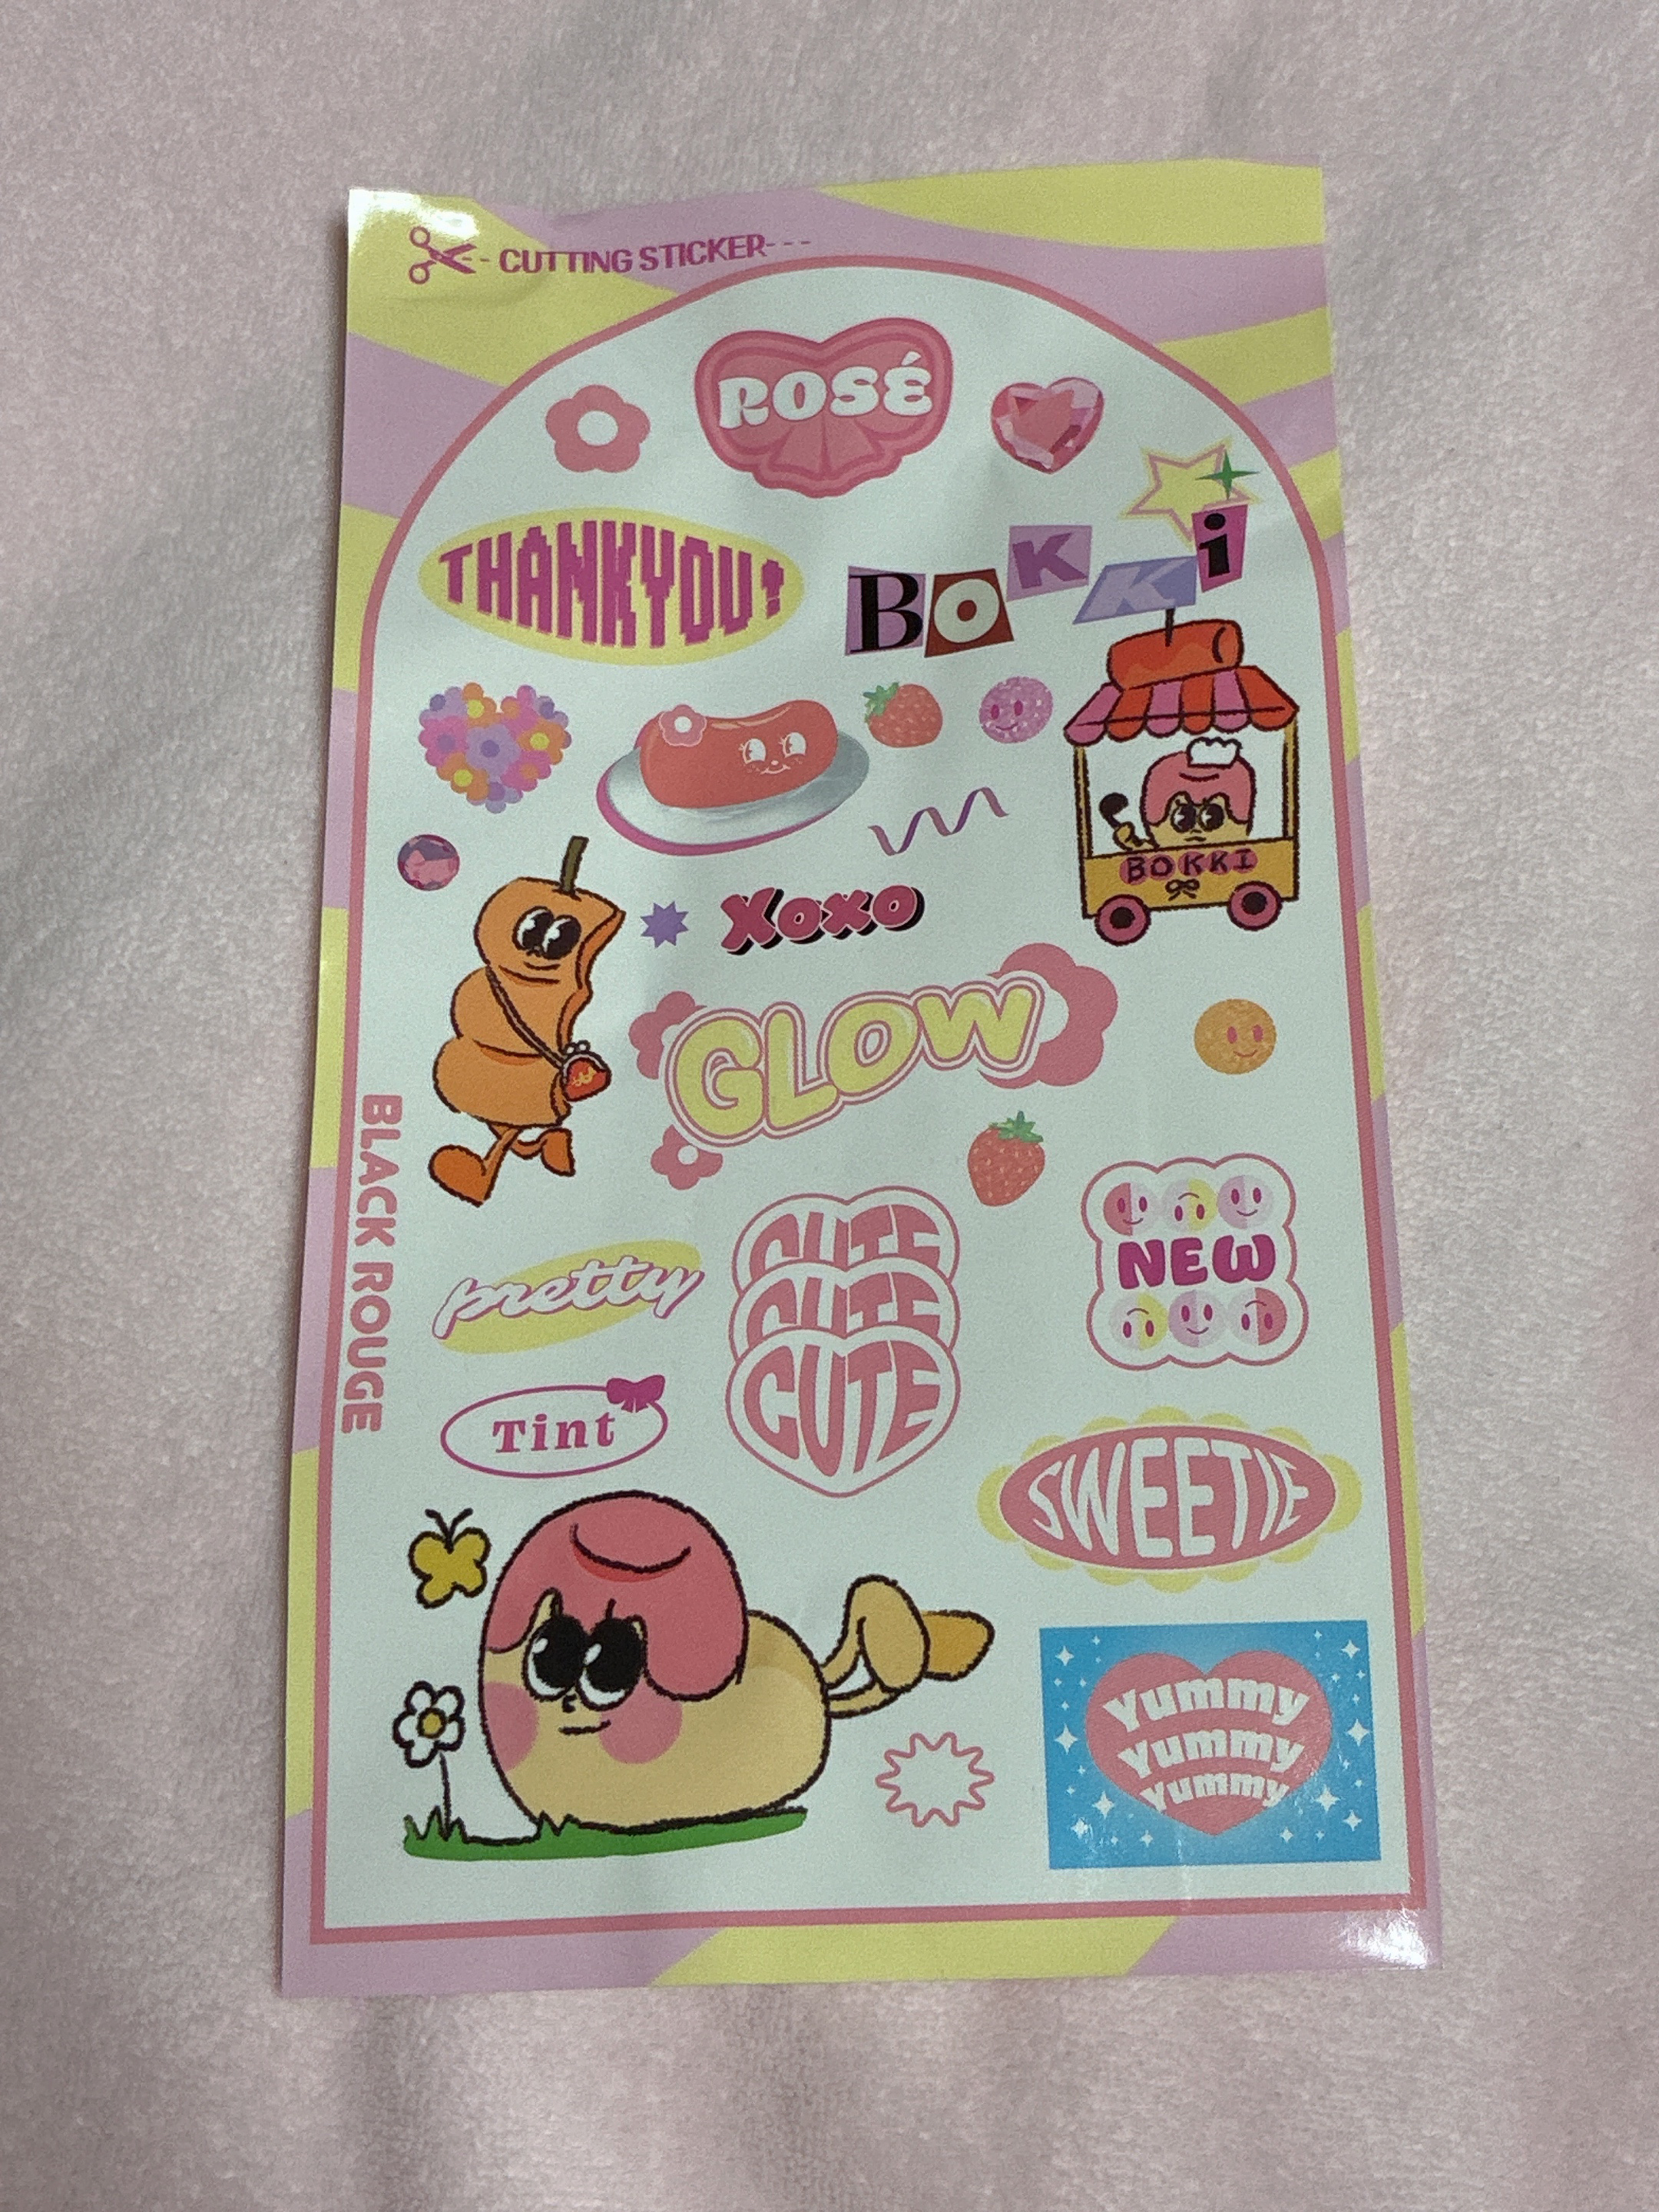 CUTTING STICKER
ROSÉ
THANKYOU!
BOKKi
BOKKI
Xoxo
GLOW
BLACK ROUGE
NEW
pretty
CUTE
CUTE
CUTE
Tint
SWEETIE
Yummy
Yummy
Yummy